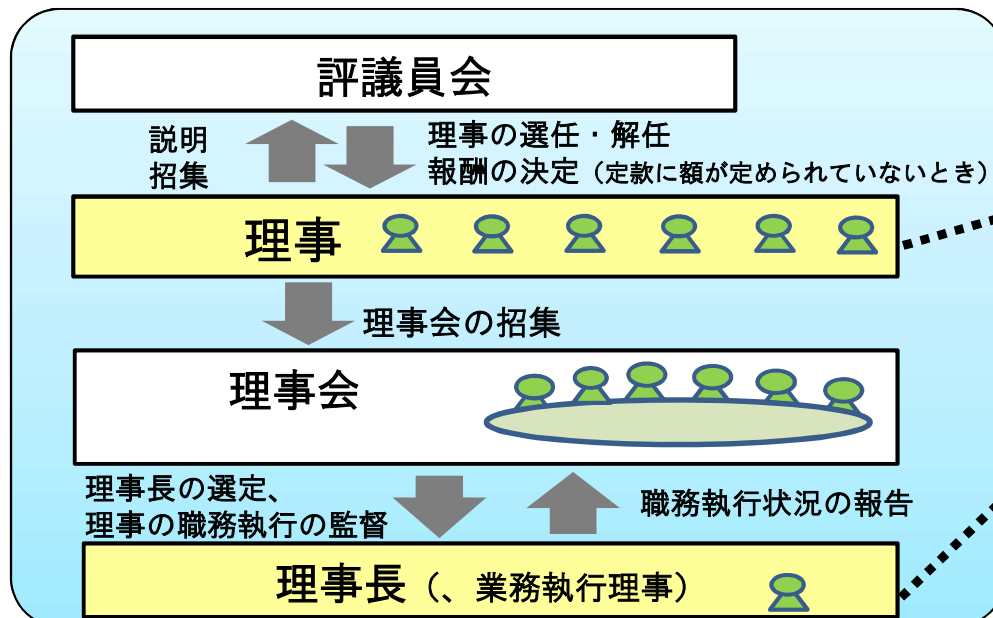 評議員会
説明
招集
理事の選任・解任
報酬の決定（定款に額が定められていないとき）
理事
理事会の招集
理事会
理事長の選定、
理事の職務執行の監督
職務執行状況の報告
理事長（、業務執行理事）